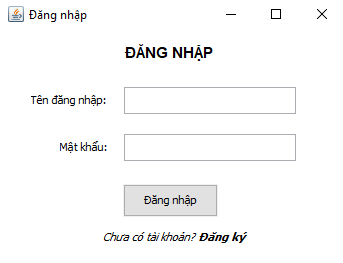 Đăng nhập
ĐĂNG NHẬP
Tên đăng nhập:
Mật khẩu:
Đăng nhập
Chưa có tài khoản? Đăng ký